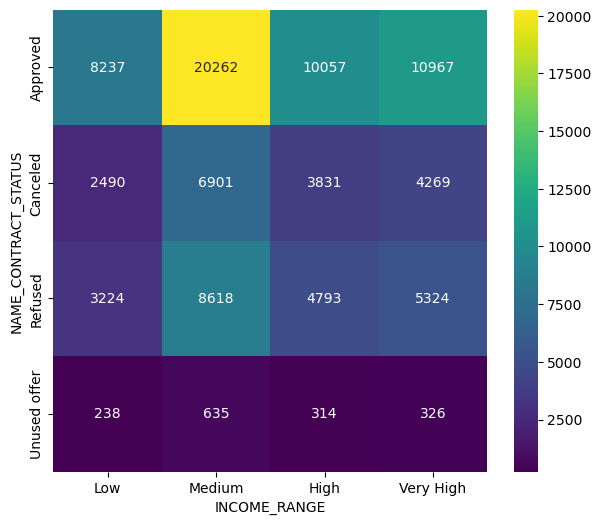 NAME_CONTRACT_STATUS
Approved 8237 20262 10057 10967
Canceled 2490 6901 3831 4269
Refused 3224 8618 4793 5324
Unused offer 238 635 314 326
Low Medium High Very High
INCOME_RANGE
20000
17500
15000
12500
10000
7500
5000
2500